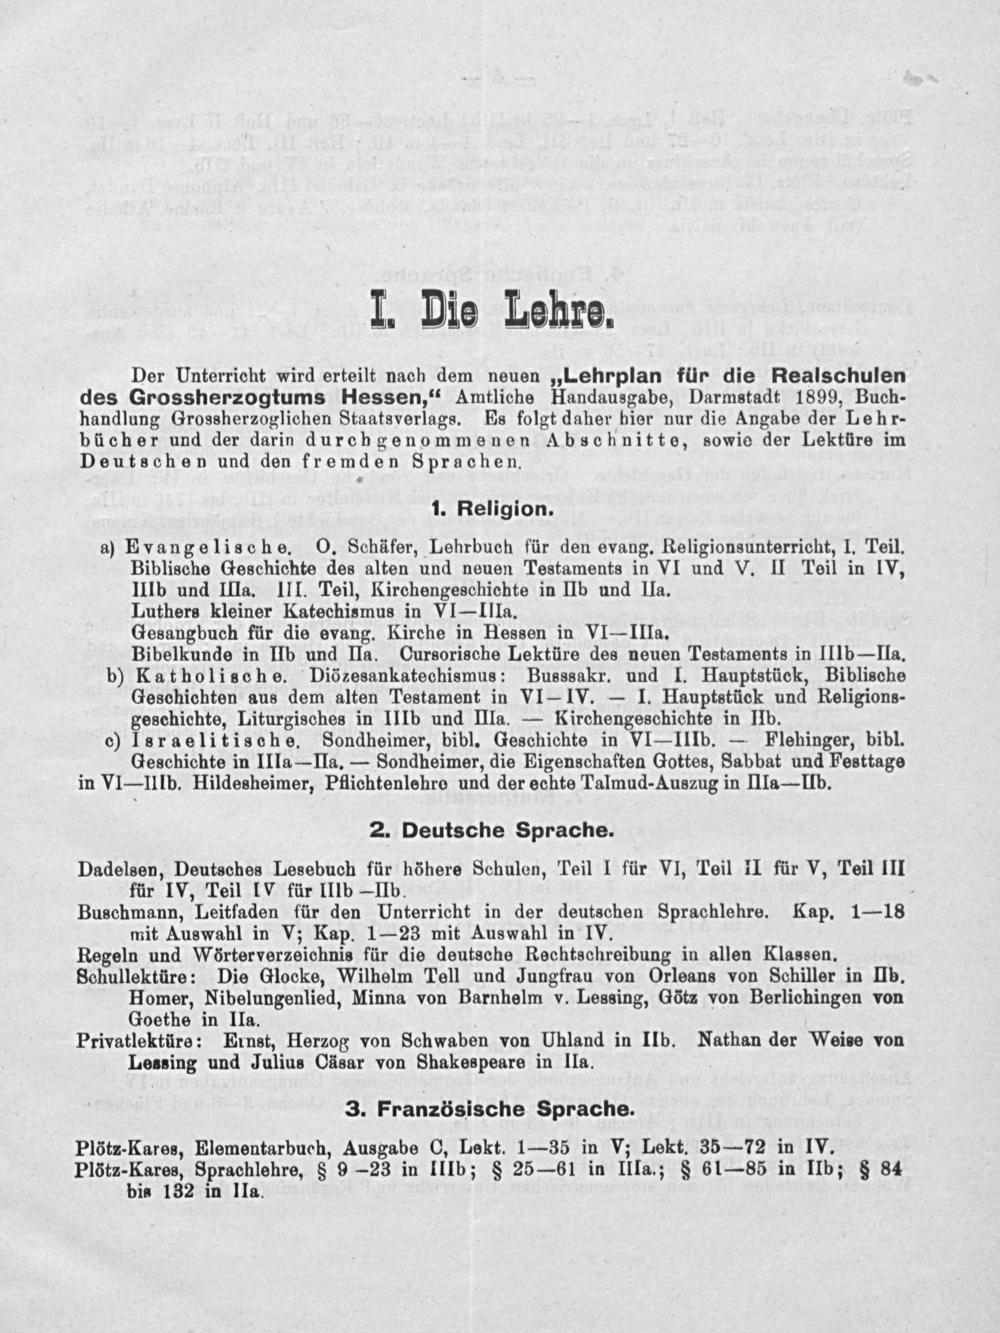 I. Die Lehre.
Der Unterricht wird erteilt nach dem neuen „Lehrplan für die Realschulen
des Grossherzogtums Hessen,“ Amtliche Handausgabe, Darmstadt 1899, Buch-
handlung Grossherzoglichen Staatsverlags. Es folgt daher hier nur die Angabe der Lehr-
bücher und der darin durchgenommenen Abschnitte, sowie der Lektüre im
Deutschen und den fremden Sprachen.
1. Religion.
a) Evangelische. O. Schäfer, Lehrbuch für den evang. Religionsunterricht, I. Teil.
Biblische Geschichte des alten und neuen Testaments in VI und V. II Teil in IV,
IIIb und IIIa. III. Teil, Kirchengeschichte in IIb und IIa.
Luthers kleiner Katechismus in VI—IIIa.
Gesangbuch für die evang. Kirche in Hessen in VI—IIIa.
Bibelkunde in IIb und IIa. Cursorische Lektüre des neuen Testaments in IIIb—IIa.
b) Katholische. Diözesankatechismus: Busssakr. und I. Hauptstück, Biblische
Geschichten aus dem alten Testament in VI—IV. — I. Hauptstück und Religions-
geschichte, Liturgisches in IIIb und IIIa. — Kirchengeschichte in IIb.
c) Israelitische. Sondheimer, bibl. Geschichte in VI—IIIb. — Flehinger, bibl.
Geschichte in IIIa—IIa. — Sondheimer, die Eigenschaften Gottes, Sabbat und Festtage
in VI—IIIb. Hildesheimer, Pflichtenlehre und der echte Talmud-Auszug in IIIa—IIb.
2. Deutsche Sprache.
Dadelsen, Deutsches Lesebuch für höhere Schulen, Teil I für VI, Teil II für V, Teil III
für IV, Teil IV für IIIb—IIb.
Buschmann, Leitfaden für den Unterricht in der deutschen Sprachlehre. Kap. 1—18
mit Auswahl in V; Kap. 1—23 mit Auswahl in IV.
Regeln und Wörterverzeichnis für die deutsche Rechtschreibung in allen Klassen.
Schullektüre: Die Glocke, Wilhelm Tell und Jungfrau von Orleans von Schiller in IIb.
Homer, Nibelungenlied, Minna von Barnhelm v. Lessing, Götz von Berlichingen von
Goethe in IIa.
Privatlektüre: Ernst, Herzog von Schwaben von Uhland in IIb. Nathan der Weise von
Lessing und Julius Cäsar von Shakespeare in IIa.
3. Französische Sprache.
Plötz-Kares, Elementarbuch, Ausgabe C, Lekt. 1—35 in V; Lekt. 35—72 in IV.
Plötz-Kares, Sprachlehre, § 9—23 in IIIb; § 25—61 in IIIa.; § 61—85 in IIb; § 84
bis 132 in IIa.